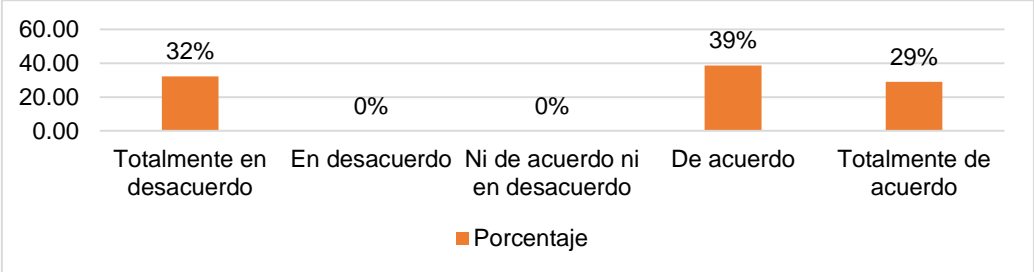 60.00
40.00
20.00
0.00
32%
0%
0%
39%
29%
Totalmente en
desacuerdo
En desacuerdo
Ni de acuerdo ni
en desacuerdo
De acuerdo
Totalmente de
acuerdo
Porcentaje